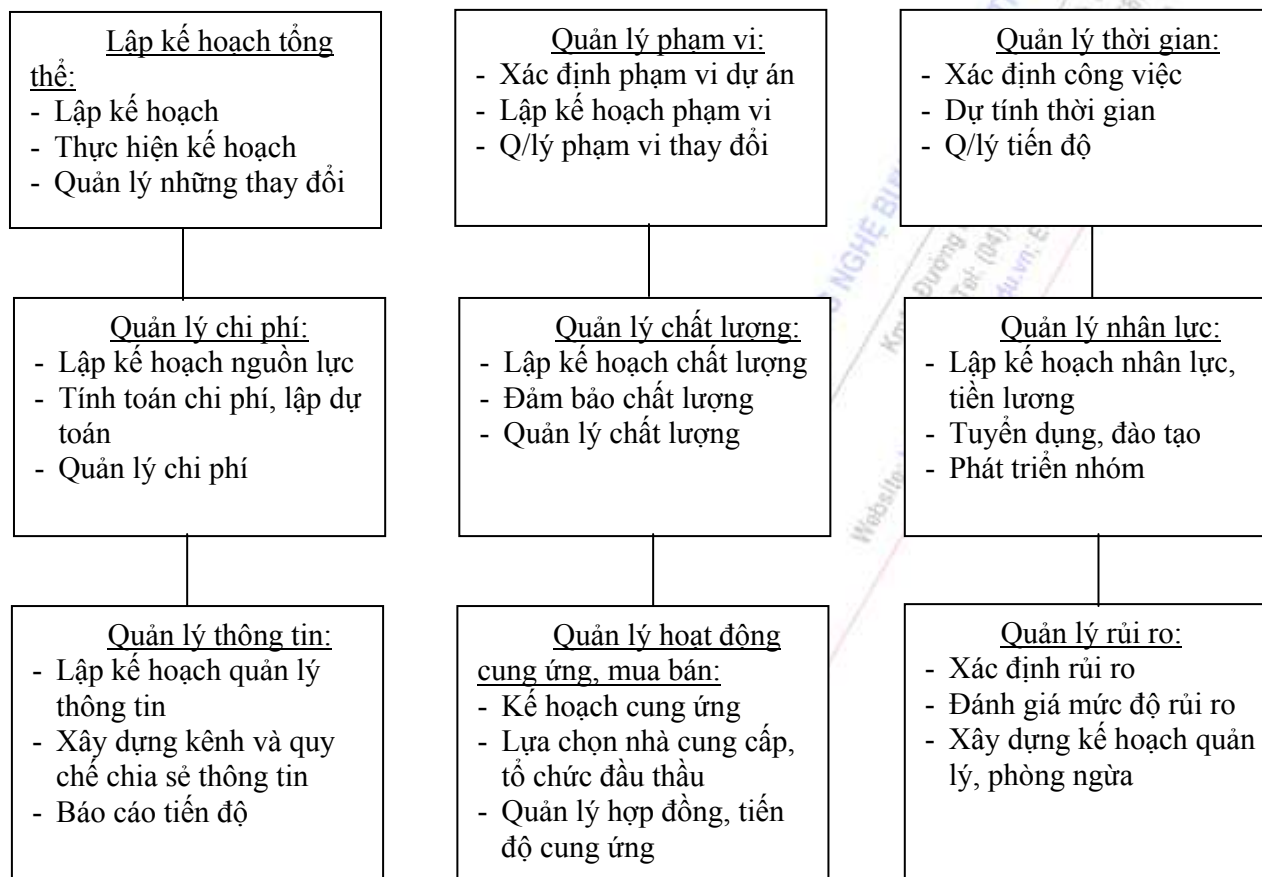 Lập kế hoạch tổng
thể:
- Lập kế hoạch
- Thực hiện kế hoạch
- Quản lý những thay đổi
Quản lý phạm vi:
- Xác định phạm vi dự án
- Lập kế hoạch phạm vi
- Q/lý phạm vi thay đổi
Quản lý thời gian:
- Xác định công việc
- Dự tính thời gian
- Q/lý tiến độ
Quản lý chi phí:
- Lập kế hoạch nguồn lực
- Tính toán chi phí, lập dự
toán
- Quản lý chi phí
Quản lý chất lượng:
- Lập kế hoạch chất lượng
- Đảm bảo chất lượng
- Quản lý chất lượng
Quản lý nhân lực:
- Lập kế hoạch nhân lực,
tiền lương
- Tuyển dụng, đào tạo
- Phát triển nhóm
Quản lý thông tin:
- Lập kế hoạch quản lý
thông tin
- Xây dựng kênh và quy
chế chia sẻ thông tin
- Báo cáo tiến độ
Quản lý hoạt động
cung ứng, mua bán:
- Kế hoạch cung ứng
- Lựa chọn nhà cung cấp,
tổ chức đầu thầu
- Quản lý hợp đồng, tiến
độ cung ứng
Quản lý rủi ro:
- Xác định rủi ro
- Đánh giá mức độ rủi ro
- Xây dựng kế hoạch quản
lý, phòng ngừa
NGHỆ
Đường
Tel: (04)
du.vn; E
Website: